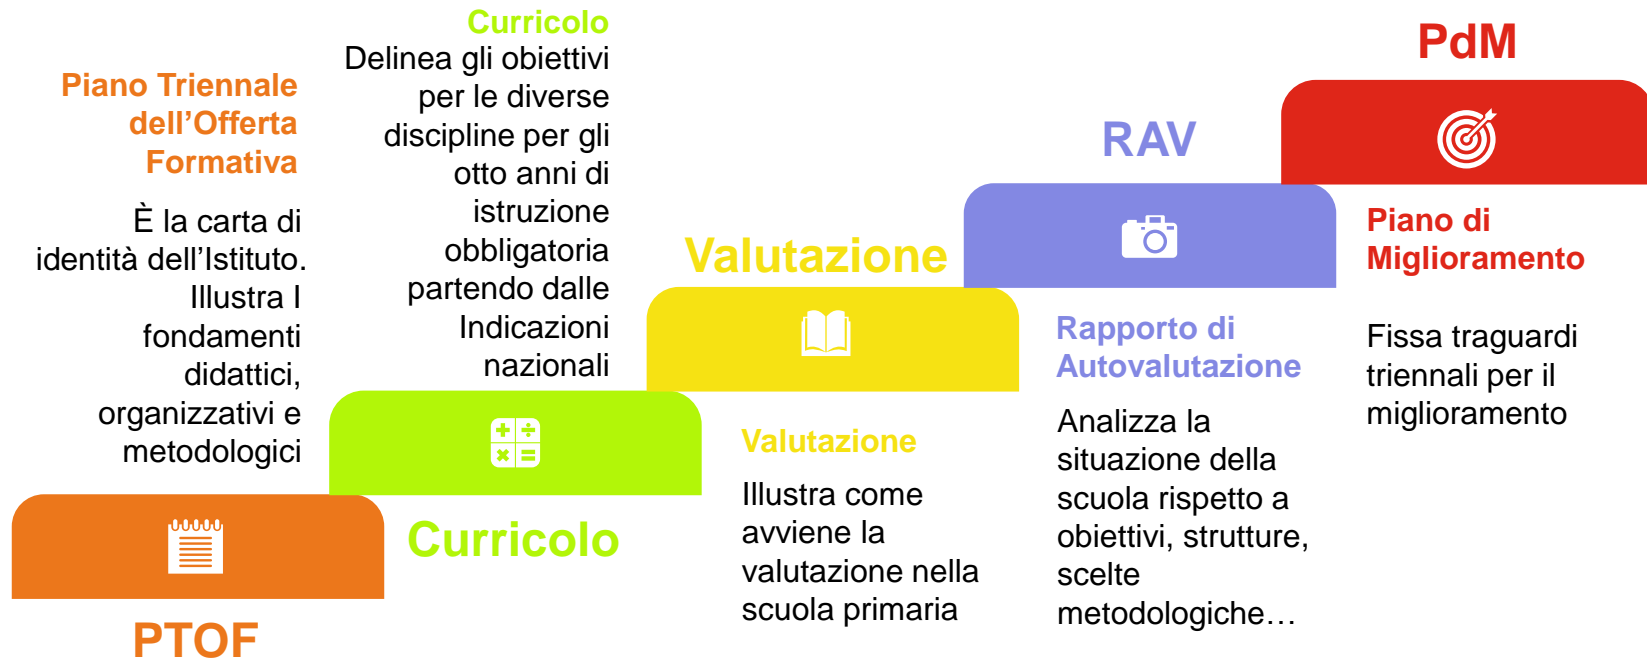 Piano Triennale
dell’Offerta
Formativa
È la carta di
identità dell’Istituto.
Illustra I
fondamenti
didattici,
organizzativi e
metodologici
PTOF
Curricolo
Delinea gli obiettivi
per le diverse
discipline per gli
otto anni di
istruzione
obbligatoria
partendo dalle
Indicazioni
nazionali
Curricolo
Valutazione
Valutazione
Illustra come
avviene la
valutazione nella
scuola primaria
RAV
Rapporto di
Autovalutazione
Analizza la
situazione della
scuola rispetto a
obiettivi, strutture,
scelte
metodologiche…
PdM
Piano di
Miglioramento
Fissa traguardi
triennali per il
miglioramento